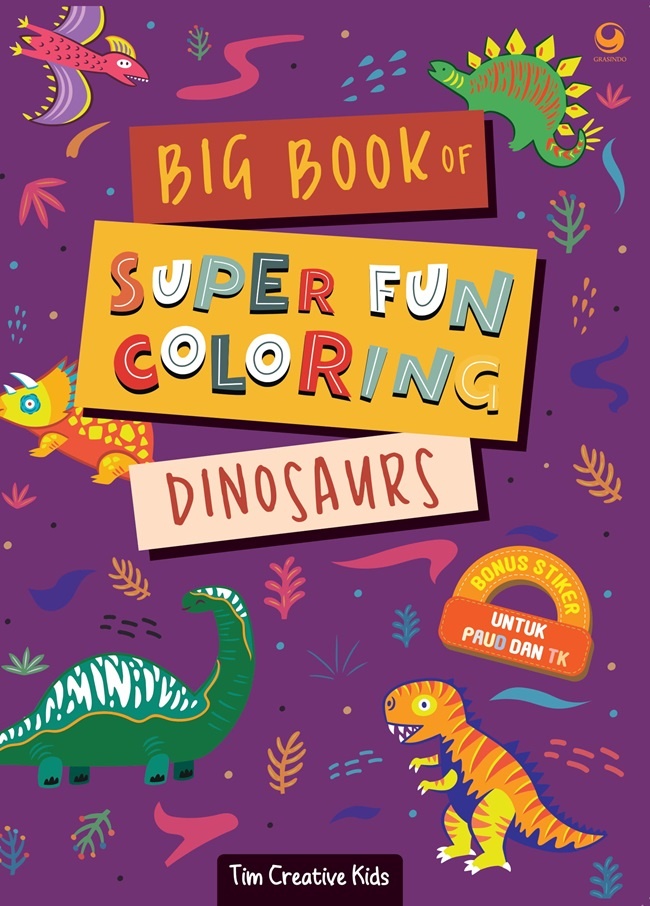 GRASINDO
BIG BOOK OF
SUPER FUN
COLORING
DINOSAURS
BONUS STIKER
UNTUK
PAUD DAN TK
Tim Creative Kids